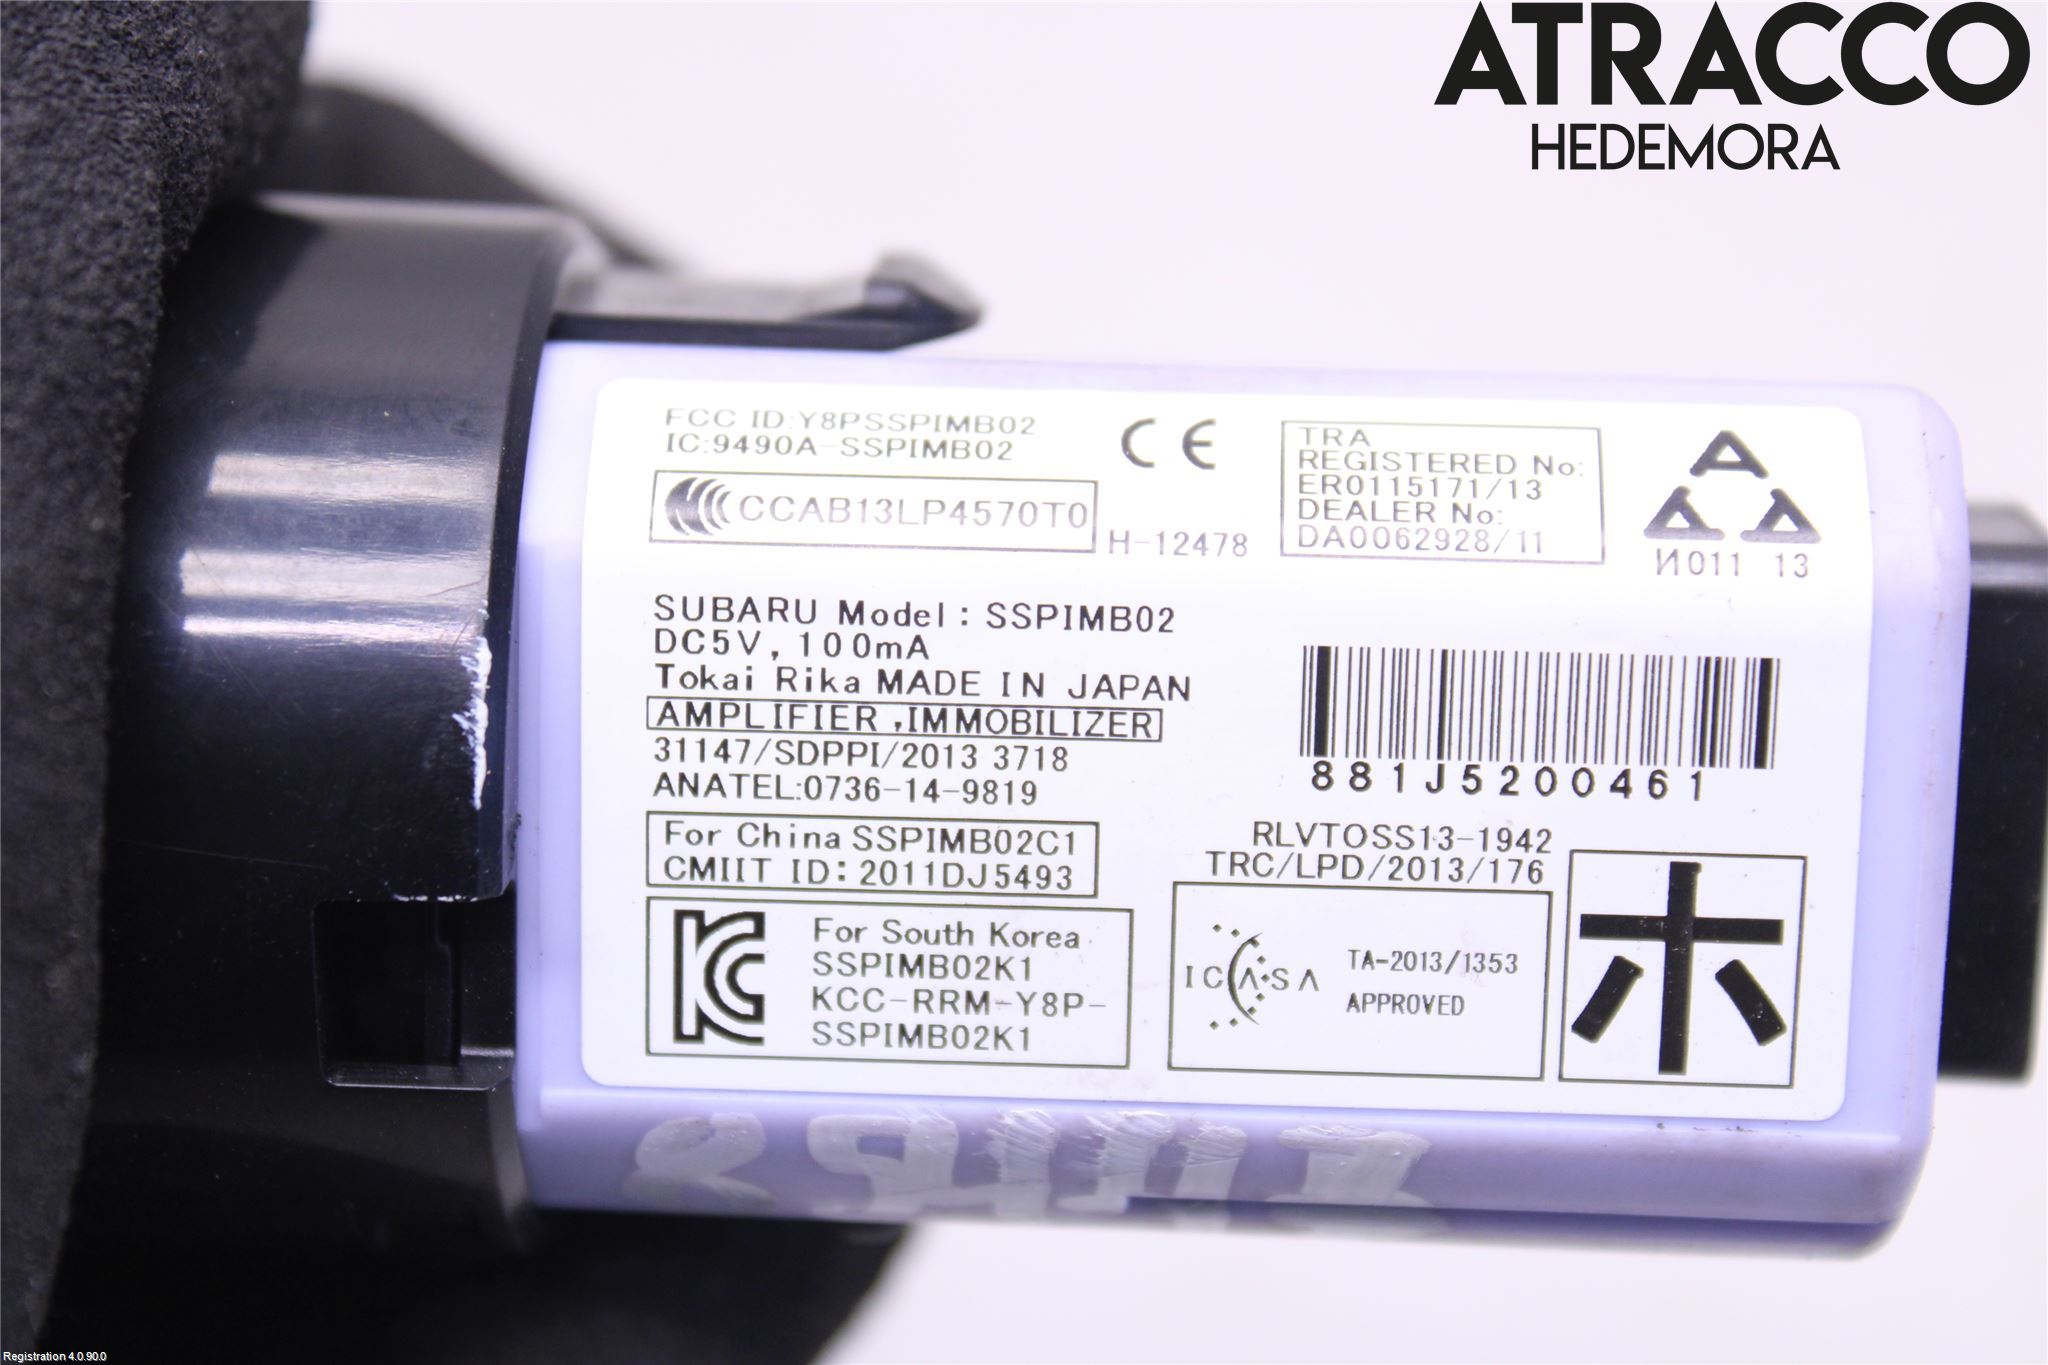 ATRACCO
HEDEMORA
FCC ID:Y8PSSPIMB02
IC:9490A-SSPIMB02
CE
CCAB13LP4570T0
H-12478
TRA
REGISTERED No:
ER0115171/13
DEALER No:
DA0062928/11
И011 13
SUBARU Model : SSPIMB02
DC5V, 100mA
Tokai Rika MADE IN JAPAN
AMPLIFIER ,IMMOBILIZER
31147/SDPPI/2013 3718
ANATEL:0736-14-9819
881J5200461
For China SSPIMB02C1
CMIIT ID: 2011DJ5493
RLVTOSS13-1942
TRC/LPD/2013/176
For South Korea
SSPIMB02K1
KCC-RRM-Y8P-
SSPIMB02K1
ICASA
TA-2013/1353
APPROVED
Registration 4.0.90.0